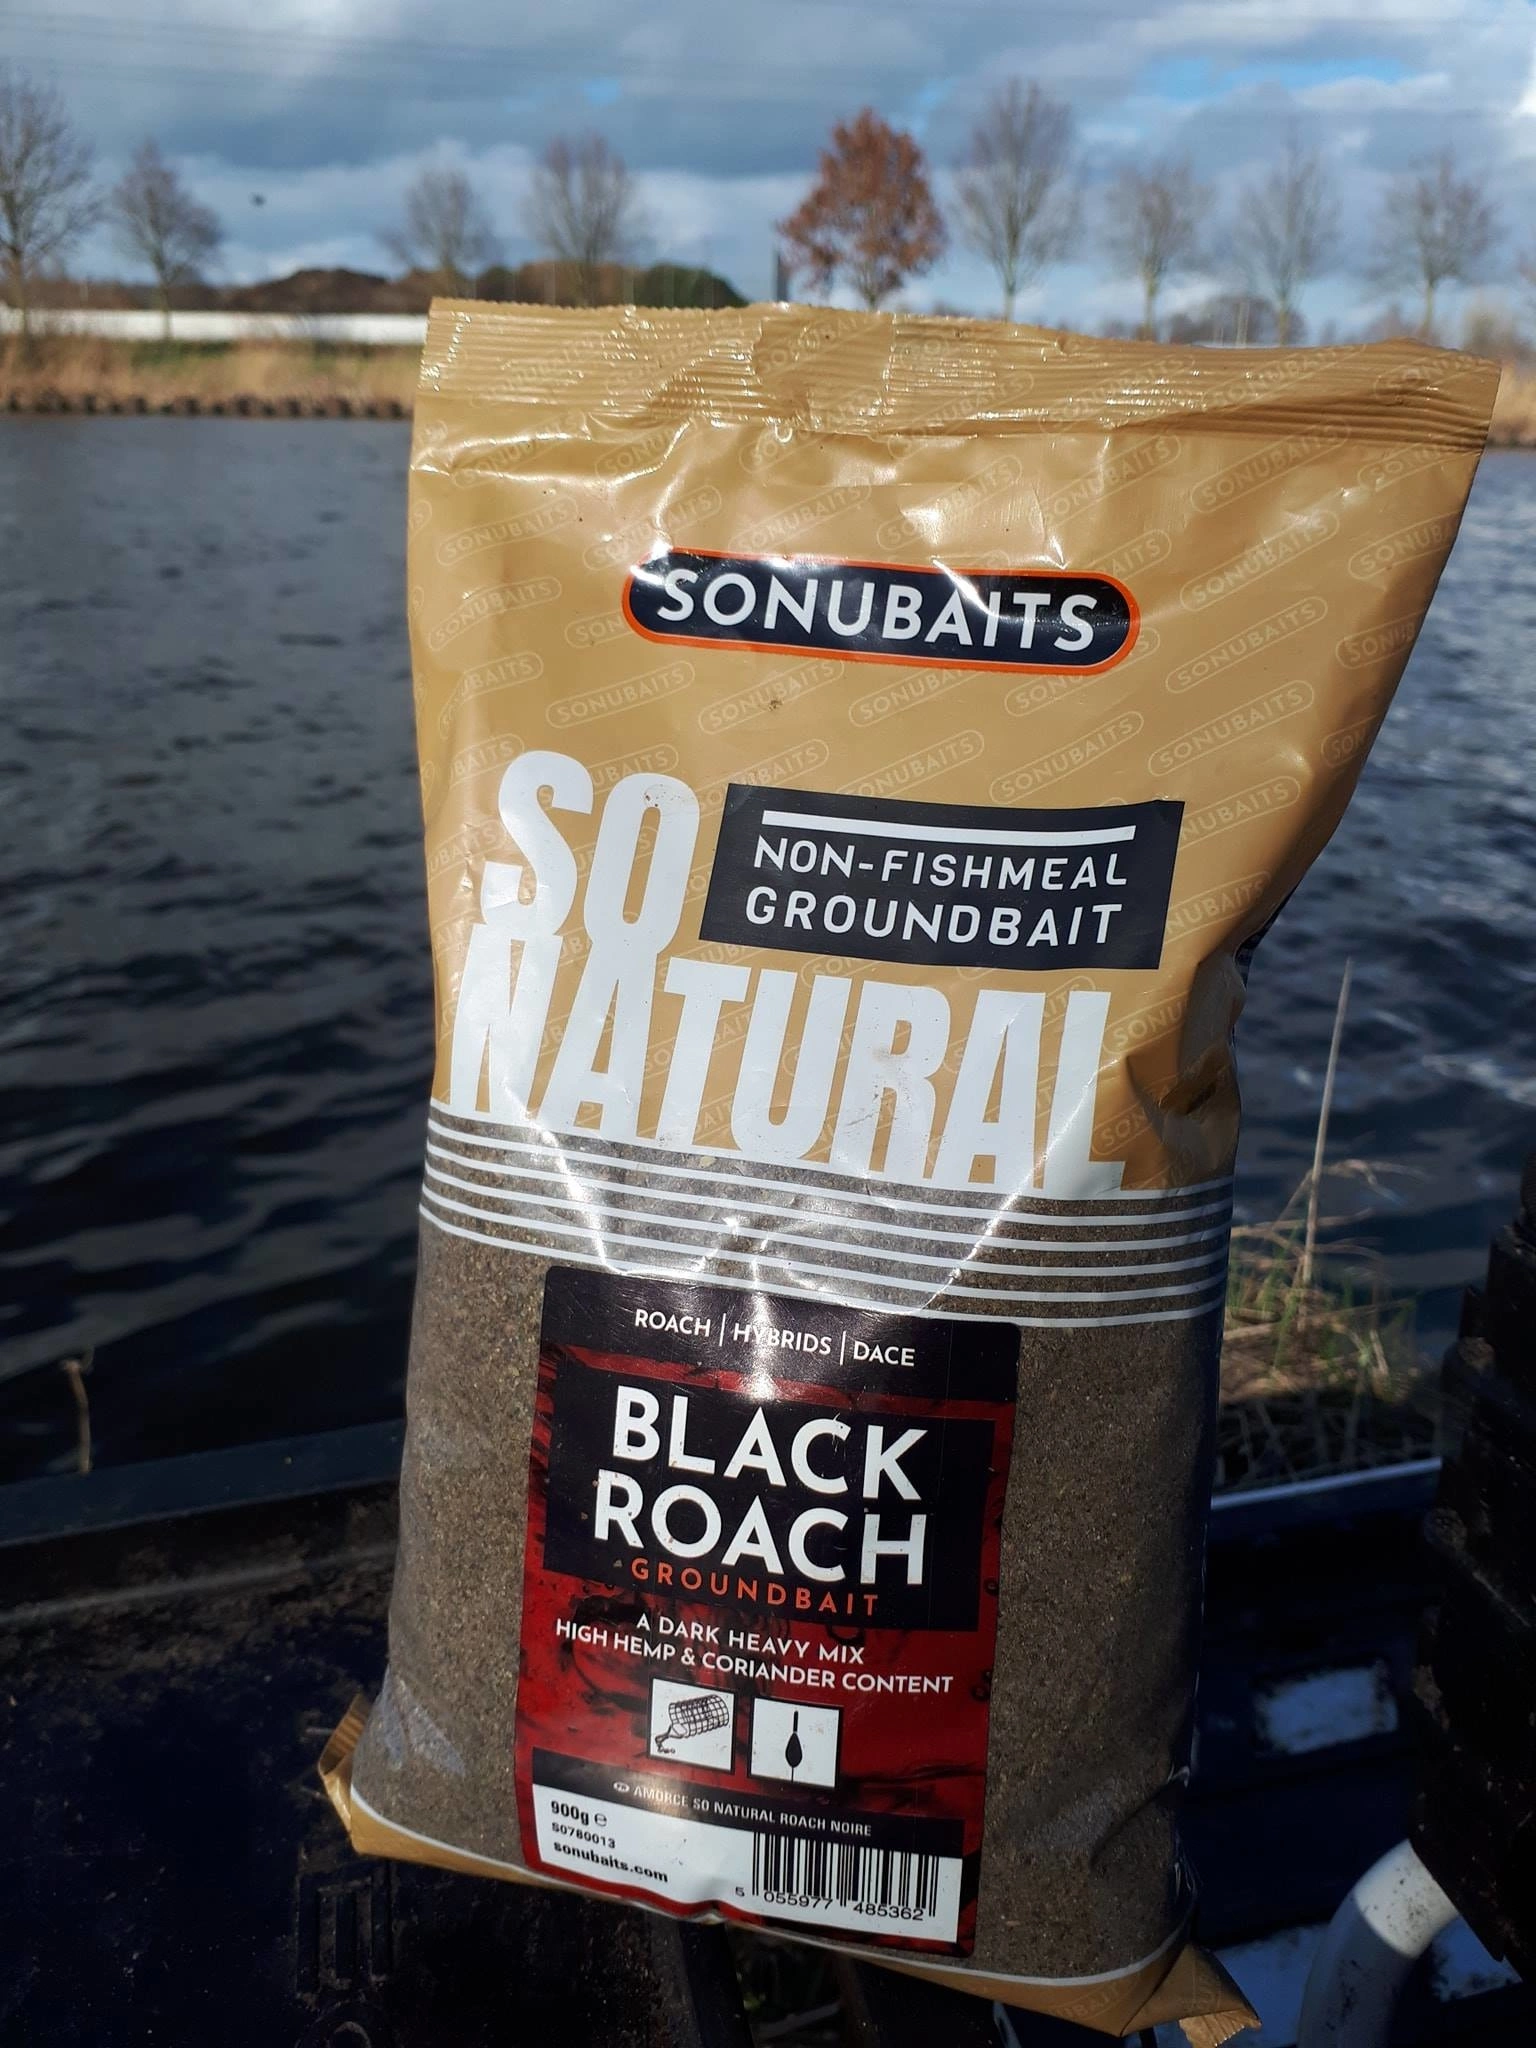 SONUBAITS
SO
NON-FISHMEAL
GROUNDBAIT
NATURAL
ROACH | HYBRIDS | DACE
BLACK
ROACH
GROUNDBAIT
A DARK HEAVY MIX
HIGH HEMP & CORIANDER CONTENT
FR AMORCE SO NATURAL ROACH NOIRE
900g ℮
S0780013
sonubaits.com
5 055977 485362